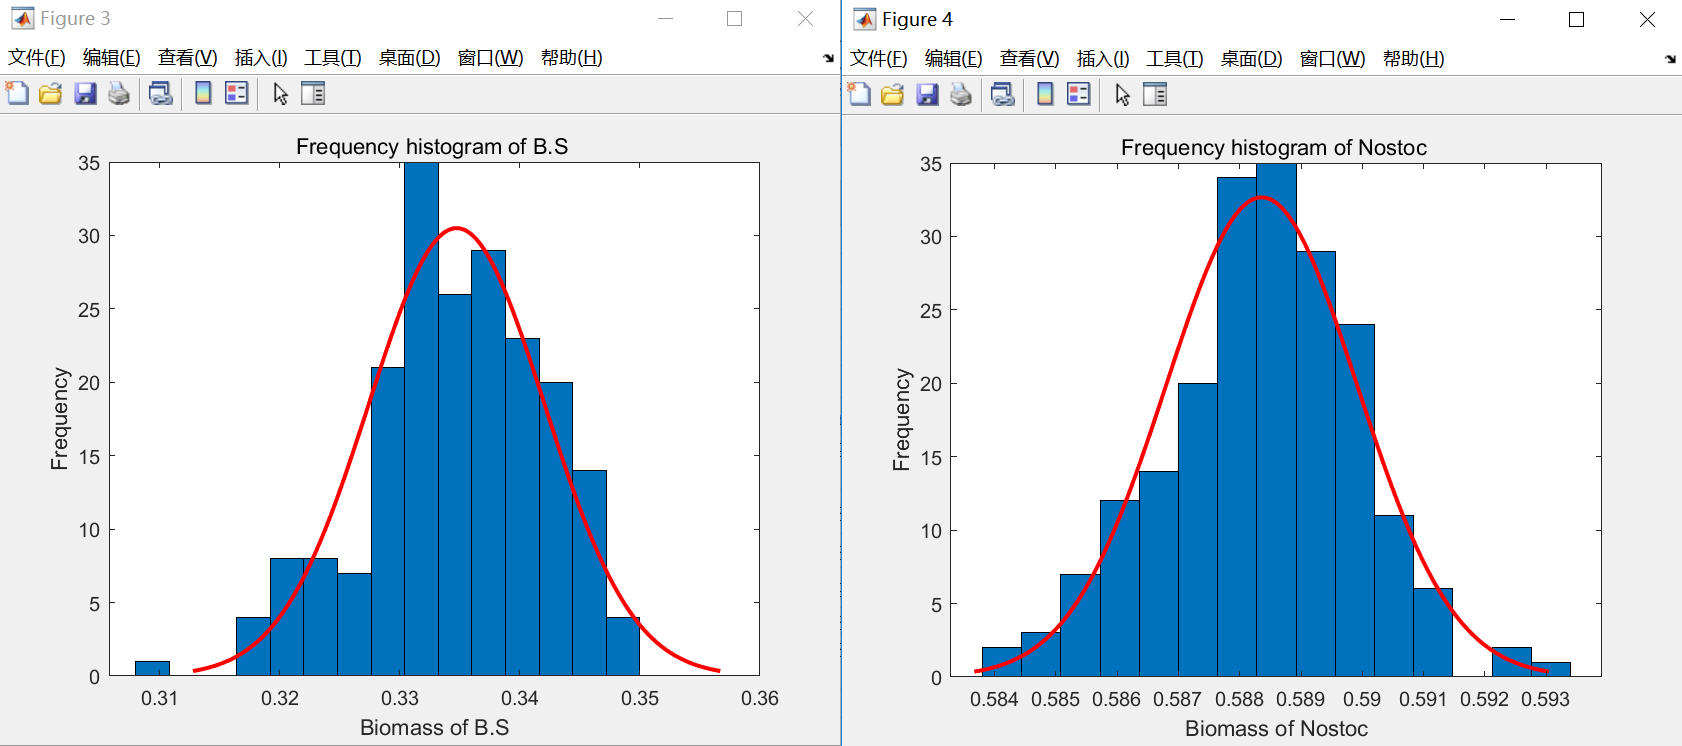 Figure 3
文件(F) 编辑(E) 查看(V) 插入(I) 工具(T) 桌面(D) 窗口(W) 帮助(H)
Frequency histogram of B.S
35
30
25
20
15
10
5
0
Frequency
0.31 0.32 0.33 0.34 0.35 0.36
Biomass of B.S
Figure 4
文件(F) 编辑(E) 查看(V) 插入(I) 工具(T) 桌面(D) 窗口(W) 帮助(H)
Frequency histogram of Nostoc
35
30
25
20
15
10
5
0
Frequency
0.584 0.585 0.586 0.587 0.588 0.589 0.59 0.591 0.592 0.593
Biomass of Nostoc